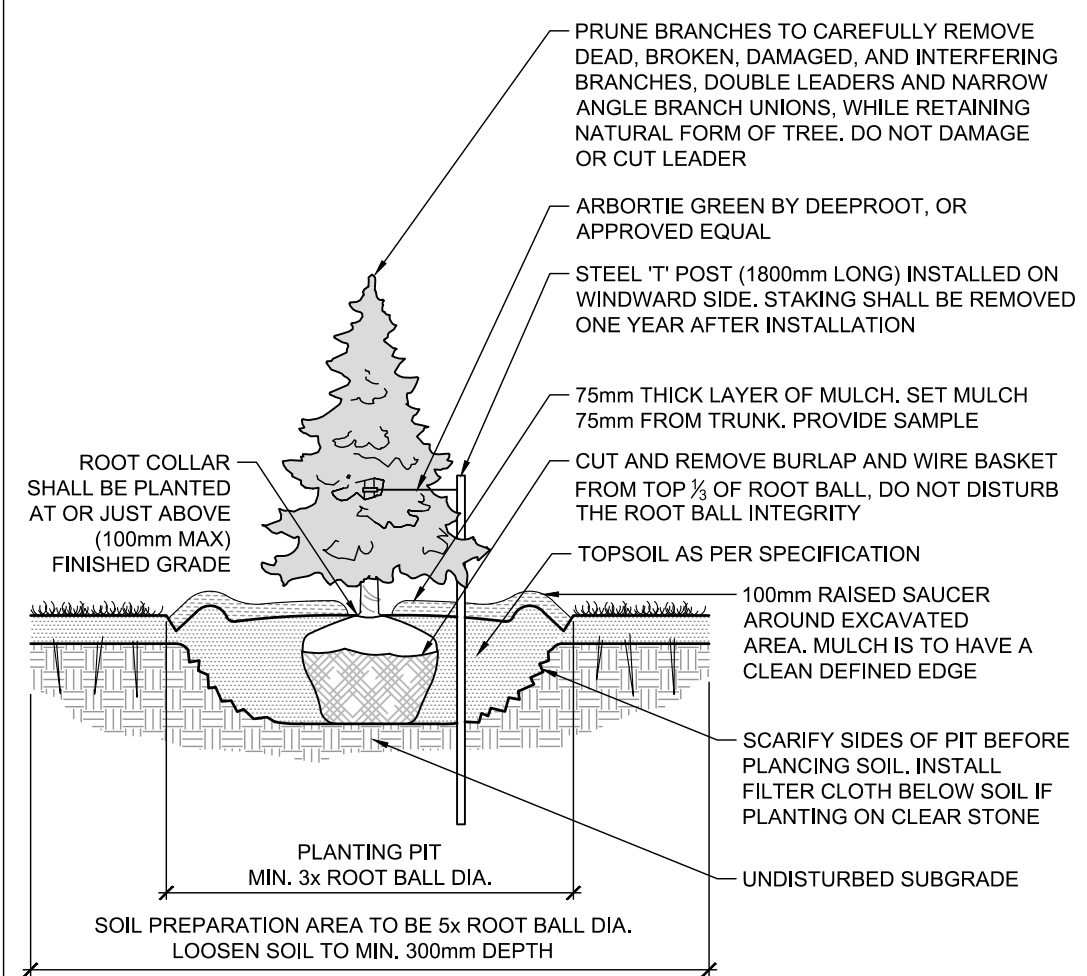 PRUNE BRANCHES TO CAREFULLY REMOVE
DEAD, BROKEN, DAMAGED, AND INTERFERING
BRANCHES, DOUBLE LEADERS AND NARROW
ANGLE BRANCH UNIONS, WHILE RETAINING
NATURAL FORM OF TREE. DO NOT DAMAGE
OR CUT LEADER
ARBORTIE GREEN BY DEEPROOT, OR
APPROVED EQUAL
STEEL 'T' POST (1800mm LONG) INSTALLED ON
WINDWARD SIDE. STAKING SHALL BE REMOVED
ONE YEAR AFTER INSTALLATION
75mm THICK LAYER OF MULCH. SET MULCH
75mm FROM TRUNK. PROVIDE SAMPLE
CUT AND REMOVE BURLAP AND WIRE BASKET
FROM TOP ⅓ OF ROOT BALL, DO NOT DISTURB
THE ROOT BALL INTEGRITY
ROOT COLLAR
SHALL BE PLANTED
AT OR JUST ABOVE
(100mm MAX)
FINISHED GRADE
TOPSOIL AS PER SPECIFICATION
100mm RAISED SAUCER
AROUND EXCAVATED
AREA. MULCH IS TO HAVE A
CLEAN DEFINED EDGE
SCARIFY SIDES OF PIT BEFORE
PLANCING SOIL. INSTALL
FILTER CLOTH BELOW SOIL IF
PLANTING ON CLEAR STONE
UNDISTURBED SUBGRADE
PLANTING PIT
MIN. 3x ROOT BALL DIA.
SOIL PREPARATION AREA TO BE 5x ROOT BALL DIA.
LOOSEN SOIL TO MIN. 300mm DEPTH